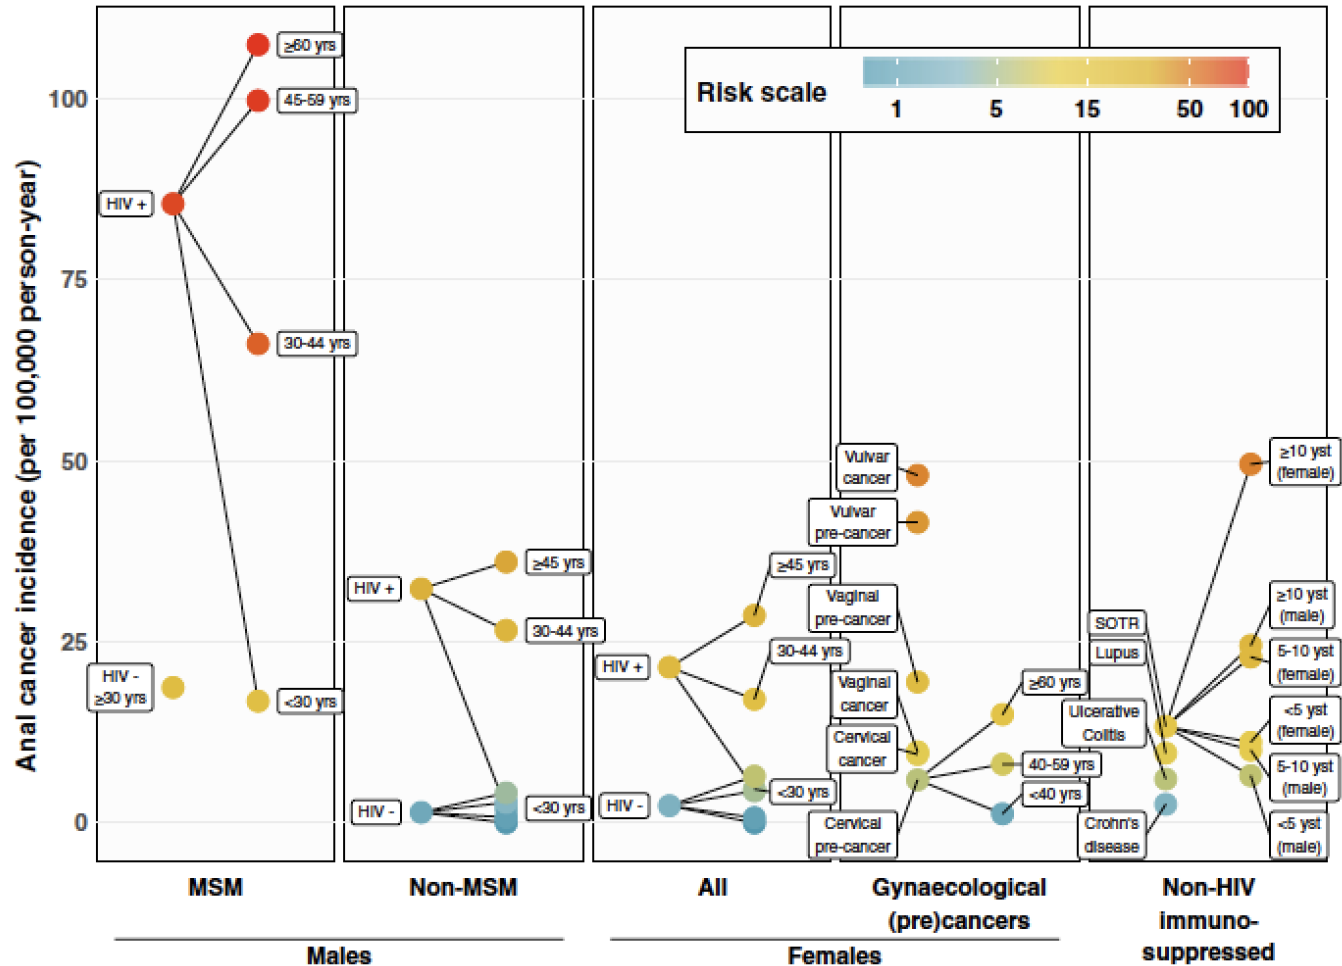 Anal cancer incidence (per 100,000 person-year)
100
75
50
25
0
Risk scale
1 5 15 50 100
≥60 yrs
45-59 yrs
HIV +
30-44 yrs
HIV -
≥30 yrs
<30 yrs
HIV +
≥45 yrs
30-44 yrs
HIV -
<30 yrs
≥45 yrs
30-44 yrs
HIV +
HIV -
<30 yrs
Vulvar
cancer
Vulvar
pre-cancer
Vaginal
pre-cancer
Vaginal
cancer
Cervical
cancer
Cervical
pre-cancer
≥60 yrs
40-59 yrs
<40 yrs
SOTR
Lupus
Ulcerative
Colitis
Crohn's
disease
≥10 yst
(female)
≥10 yst
(male)
5-10 yst
(female)
<5 yst
(female)
5-10 yst
(male)
<5 yst
(male)
MSM
Non-MSM
All
Gynaecological
(pre)cancers
Non-HIV
immuno-
suppressed
Males
Females